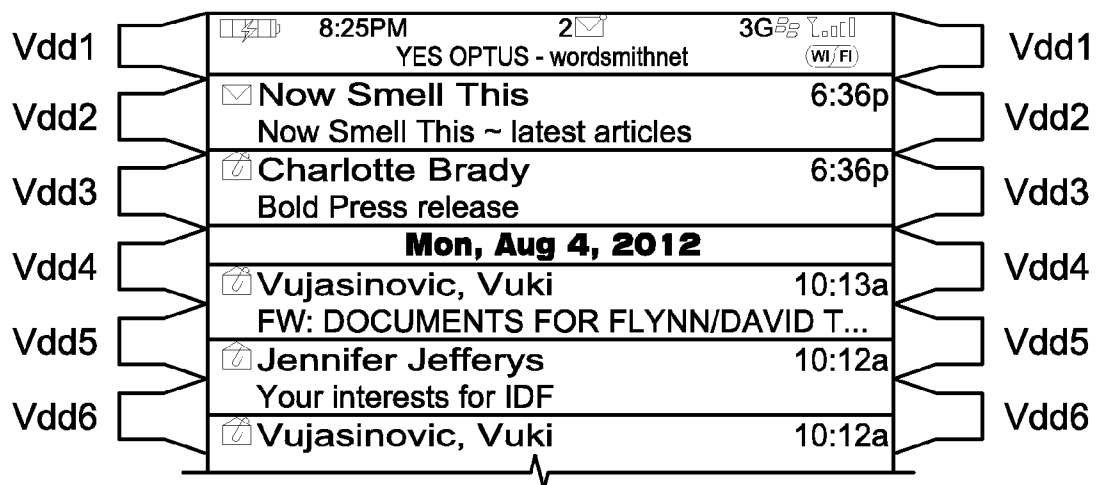 8:25PM 2 3G
YES OPTUS - wordsmithnet WI FI
Vdd1 Vdd1
Now Smell This 6:36p
Vdd2 Vdd2
Now Smell This ~ latest articles
Charlotte Brady 6:36p
Vdd3 Vdd3
Bold Press release
Mon, Aug 4, 2012
Vdd4 Vdd4
Vujasinovic, Vuki 10:13a
FW: DOCUMENTS FOR FLYNN/DAVID T...
Vdd5 Vdd5
Jennifer Jefferys 10:12a
Your interests for IDF
Vdd6 Vdd6
Vujasinovic, Vuki 10:12a